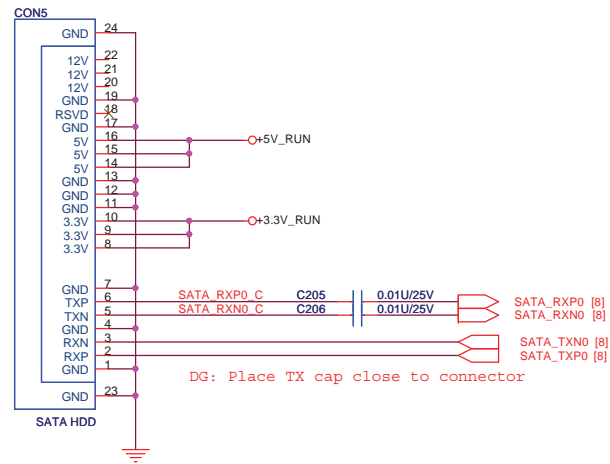 CON5
GND 24
12V 22
12V 21
12V 20
GND 19
RSVD 18
GND 17
5V 16 +5V_RUN
5V 15
5V 14
GND 13
GND 12
GND 11
3.3V 10 +3.3V_RUN
3.3V 9
3.3V 8
GND 7
TXP 6 SATA_RXP0_C C205 0.01U/25V SATA_RXP0 [8]
TXN 5 SATA_RXN0_C C206 0.01U/25V SATA_RXN0 [8]
GND 4
RXN 3 SATA_TXN0 [8]
RXP 2 SATA_TXP0 [8]
GND 1
DG: Place TX cap close to connector
GND 23
SATA HDD